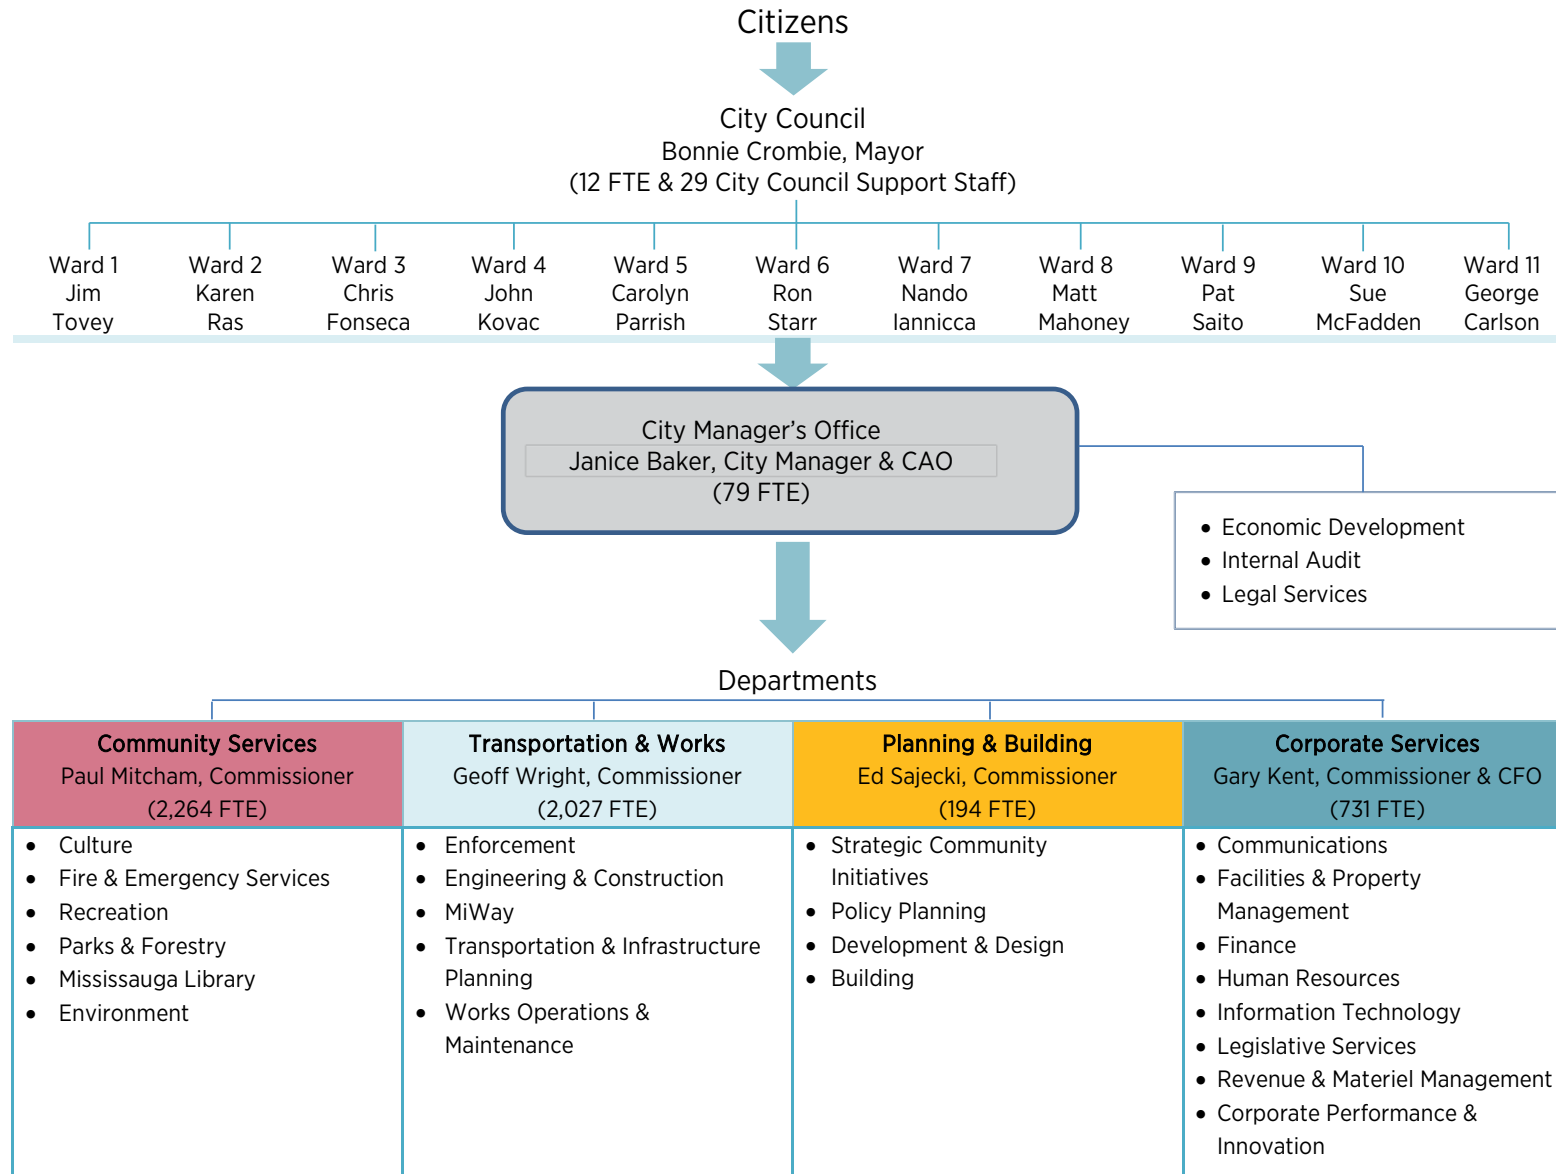 Citizens
City Council
Bonnie Crombie, Mayor
(12 FTE & 29 City Council Support Staff)
Ward 1
Jim
Tovey
Ward 2
Karen
Ras
Ward 3
Chris
Fonseca
Ward 4
John
Kovac
Ward 5
Carolyn
Parrish
Ward 6
Ron
Starr
Ward 7
Nando
Iannicca
Ward 8
Matt
Mahoney
Ward 9
Pat
Saito
Ward 10
Sue
McFadden
Ward 11
George
Carlson
City Manager’s Office
Janice Baker, City Manager & CAO
(79 FTE)
• Economic Development
• Internal Audit
• Legal Services
Departments
Community Services
Paul Mitcham, Commissioner
(2,264 FTE)
• Culture
• Fire & Emergency Services
• Recreation
• Parks & Forestry
• Mississauga Library
• Environment
Transportation & Works
Geoff Wright, Commissioner
(2,027 FTE)
• Enforcement
• Engineering & Construction
• MiWay
• Transportation & Infrastructure
Planning
• Works Operations &
Maintenance
Planning & Building
Ed Sajecki, Commissioner
(194 FTE)
• Strategic Community
Initiatives
• Policy Planning
• Development & Design
• Building
Corporate Services
Gary Kent, Commissioner & CFO
(731 FTE)
• Communications
• Facilities & Property
Management
• Finance
• Human Resources
• Information Technology
• Legislative Services
• Revenue & Materiel Management
• Corporate Performance &
Innovation